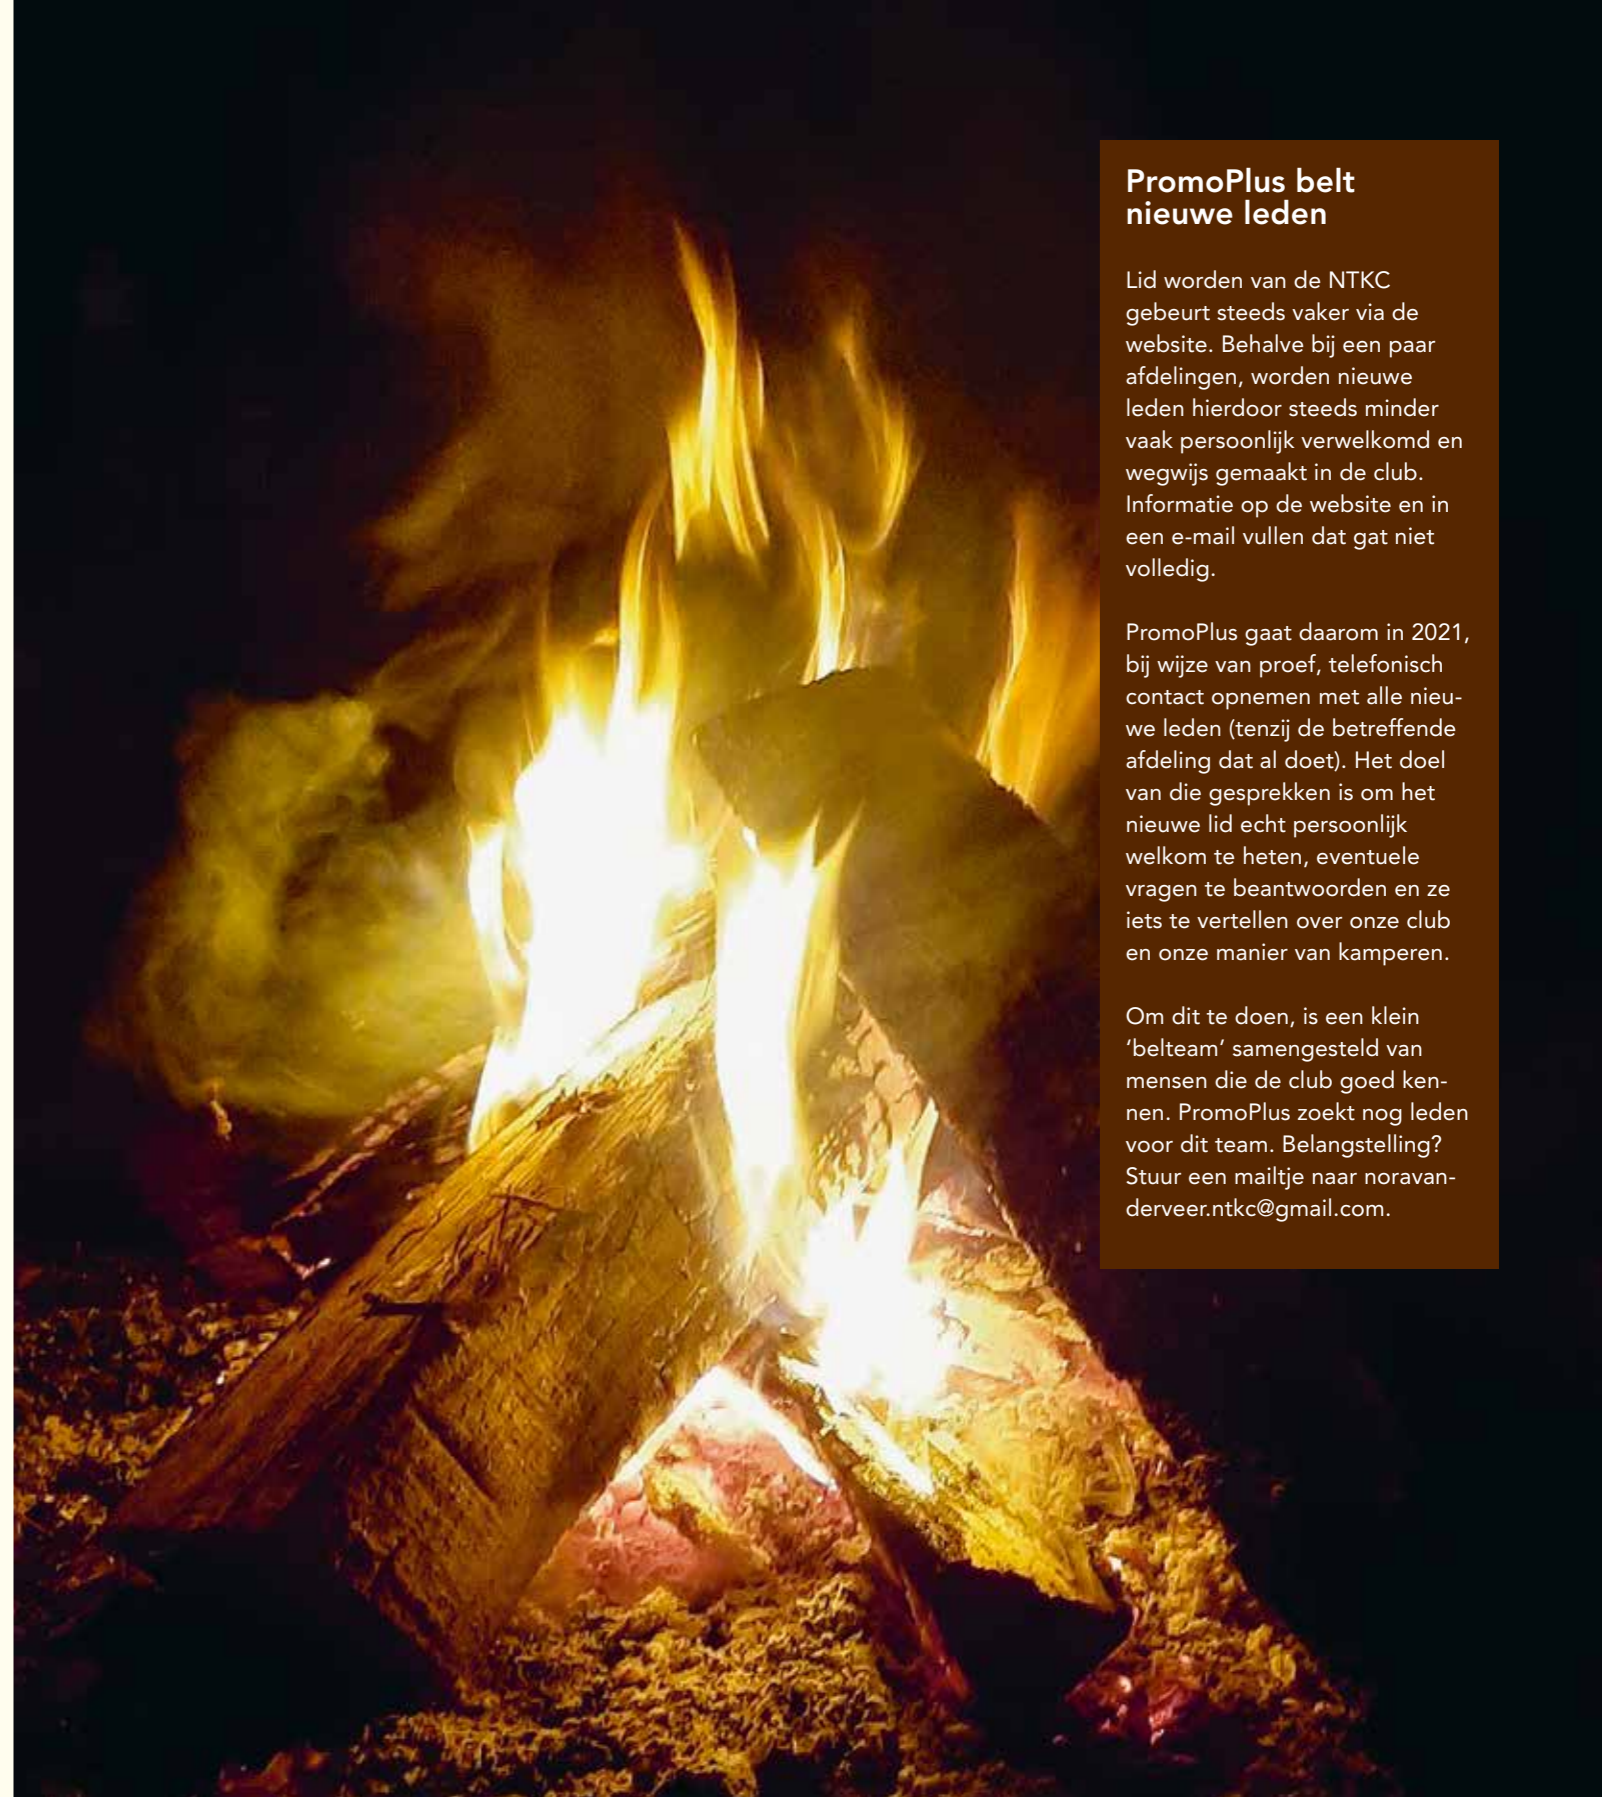 PromoPlus belt
nieuwe leden
Lid worden van de NTKC
gebeurt steeds vaker via de
website. Behalve bij een paar
afdelingen, worden nieuwe
leden hierdoor steeds minder
vaak persoonlijk verwelkomd en
wegwijs gemaakt in de club.
Informatie op de website en in
een e-mail vullen dat gat niet
volledig.
PromoPlus gaat daarom in 2021,
bij wijze van proef, telefonisch
contact opnemen met alle nieu-
we leden (tenzij de betreffende
afdeling dat al doet). Het doel
van die gesprekken is om het
nieuwe lid echt persoonlijk
welkom te heten, eventuele
vragen te beantwoorden en ze
iets te vertellen over onze club
en onze manier van kamperen.
Om dit te doen, is een klein
‘belteam’ samengesteld van
mensen die de club goed ken-
nen. PromoPlus zoekt nog leden
voor dit team. Belangstelling?
Stuur een mailtje naar noravan-
derveer.ntkc@gmail.com.